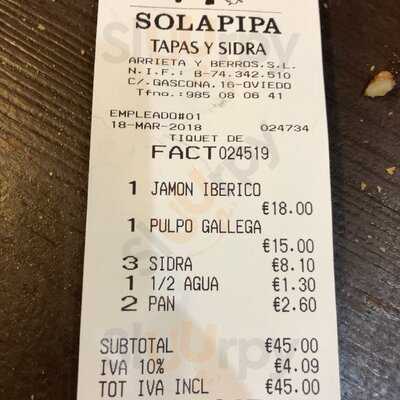 SOLAPIPA
TAPAS Y SIDRA
ARRIETA Y BERROS.S.L.
N.I.F.: B-74.342.510
C/.GASCONA,16-OVIEDO
Tfno.:985 08 06 41
EMPLEADO#01
18-MAR-2018 024734
TIQUET DE
FACT024519
1 JAMON IBERICO
€18.00
1 PULPO GALLEGA
€15.00
3 SIDRA €8.10
1 1/2 AGUA €1.30
2 PAN €2.60
SUBTOTAL €45.00
IVA 10% €4.09
TOT IVA INCL €45.00